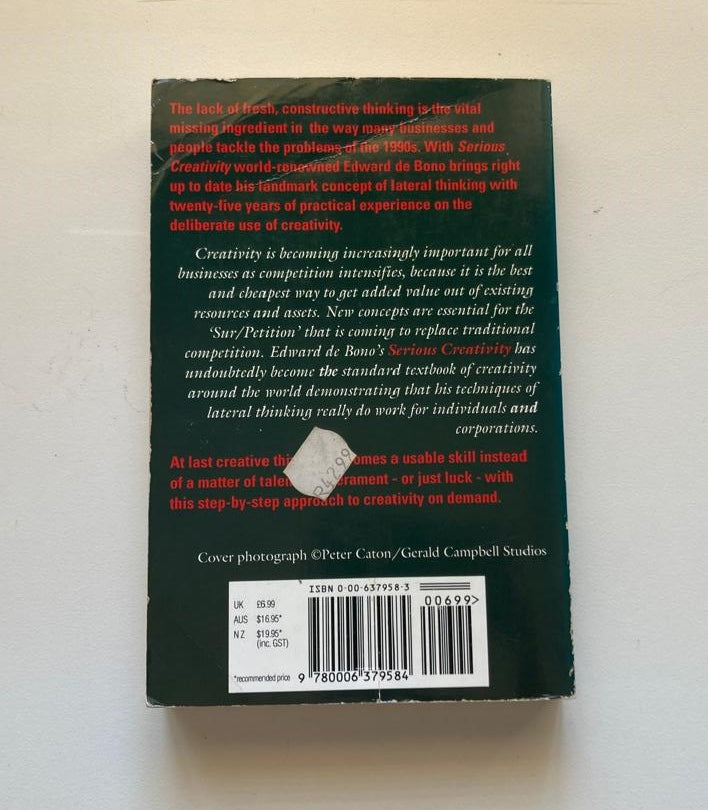 The lack of fresh, constructive thinking is the vital
missing ingredient in the way many businesses and
people tackle the problems of the 1990s. With Serious
Creativity world-renowned Edward de Bono brings right
up to date his landmark concept of lateral thinking with
twenty-five years of practical experience on the
deliberate use of creativity.
Creativity is becoming increasingly important for all
businesses as competition intensifies, because it is the best
and cheapest way to get added value out of existing
resources and assets. New concepts are essential for the
'Sur/Petition' that is coming to replace traditional
competition. Edward de Bono's Serious Creativity has
undoubtedly become the standard textbook of creativity
around the world demonstrating that his techniques of
lateral thinking really do work for individuals and
corporations.
At last creative omes a usable skill instead
of a matter of erament - or just luck - with
this step-by-step approach to creativity on demand.
R4299
Cover photograph ©Peter Caton/Gerald Campbell Studios
ISBN 0-00-637958-3
UK £6.99
AUS $16.95*
NZ $19.95*
(inc. GST)
*recommended price
00699>
9 780006 379584